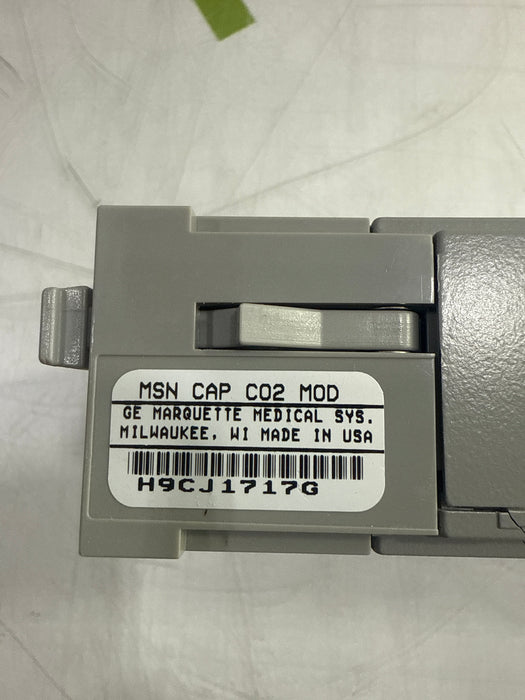 MSN CAP CO2 MOD
GE MARQUETTE MEDICAL SYS.
MILWAUKEE, WI MADE IN USA
H9CJ1717G